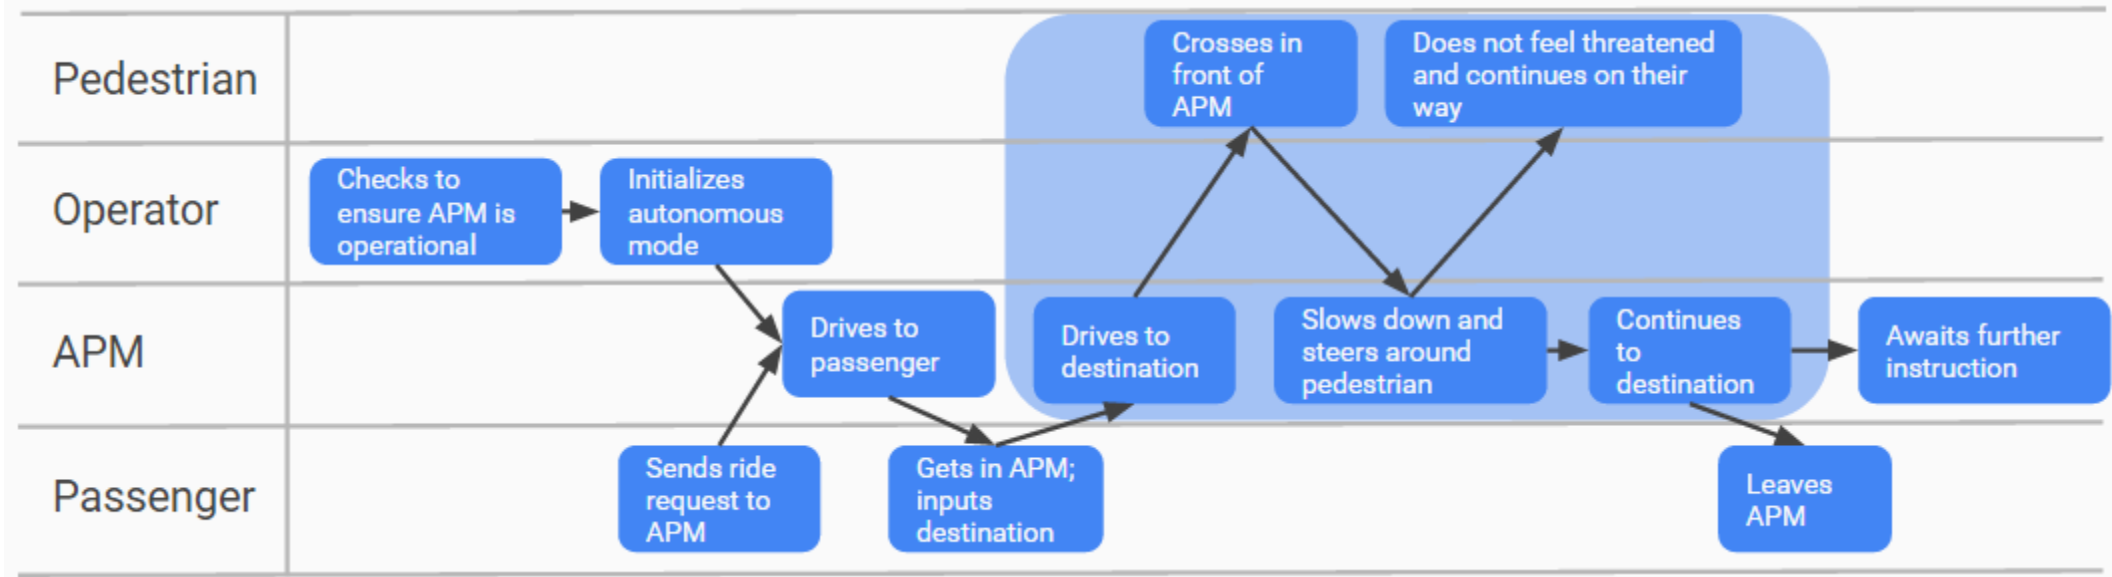 Pedestrian
Crosses in
front of
APM
Does not feel threatened
and continues on their
way
Operator
Checks to
ensure APM is
operational
Initializes
autonomous
mode
APM
Drives to
passenger
Drives to
destination
Slows down and
steers around
pedestrian
Continues
to
destination
Awaits further
instruction
Passenger
Sends ride
request to
APM
Gets in APM;
inputs
destination
Leaves
APM